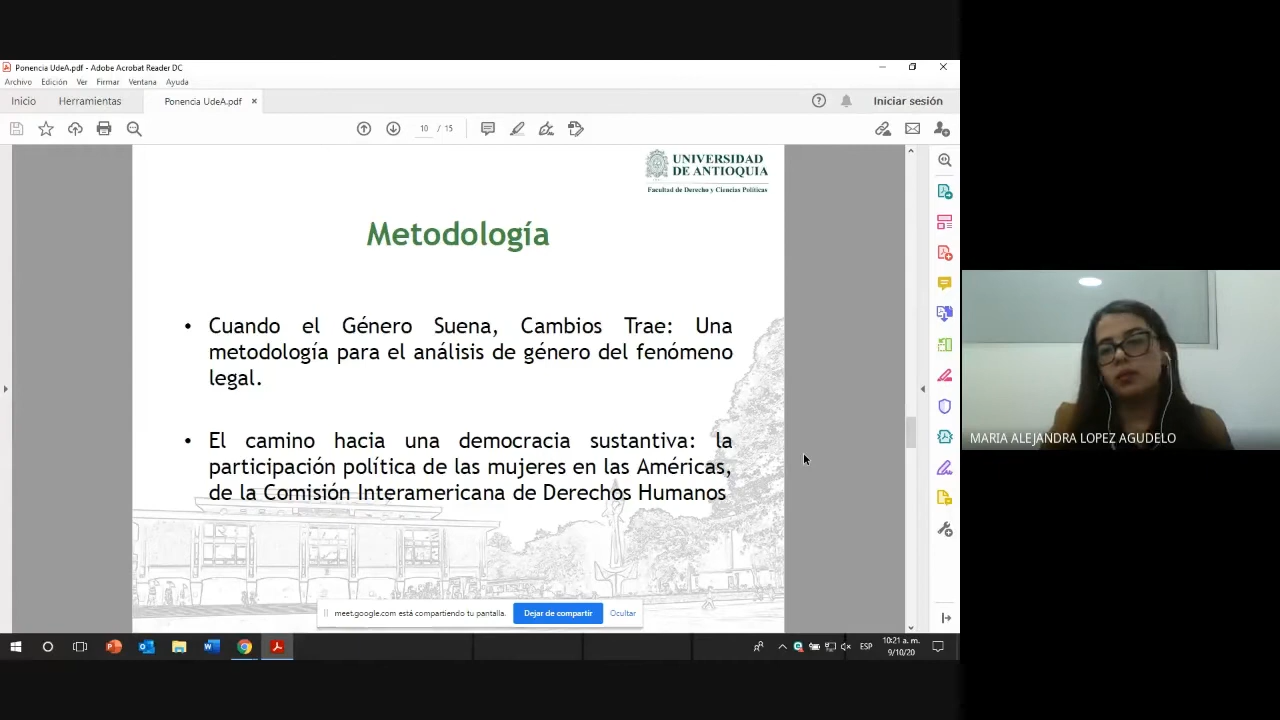 Ponencia UdeA.pdf - Adobe Acrobat Reader DC
Archivo Edición Ver Firmar Ventana Ayuda
Inicio Herramientas Ponencia UdeA.pdf × Iniciar sesión
10 / 15
UNIVERSIDAD
DE ANTIOQUIA
Facultad de Derecho y Ciencias Políticas
Metodología
• Cuando el Género Suena, Cambios Trae: Una
metodología para el análisis de género del fenómeno
legal.
• El camino hacia una democracia sustantiva: la
participación política de las mujeres en las Américas,
de la Comisión Interamericana de Derechos Humanos
MARIA ALEJANDRA LOPEZ AGUDELO
meet.google.com está compartiendo tu pantalla. Dejar de compartir Ocultar
ESP
10:21 a. m.
9/10/20